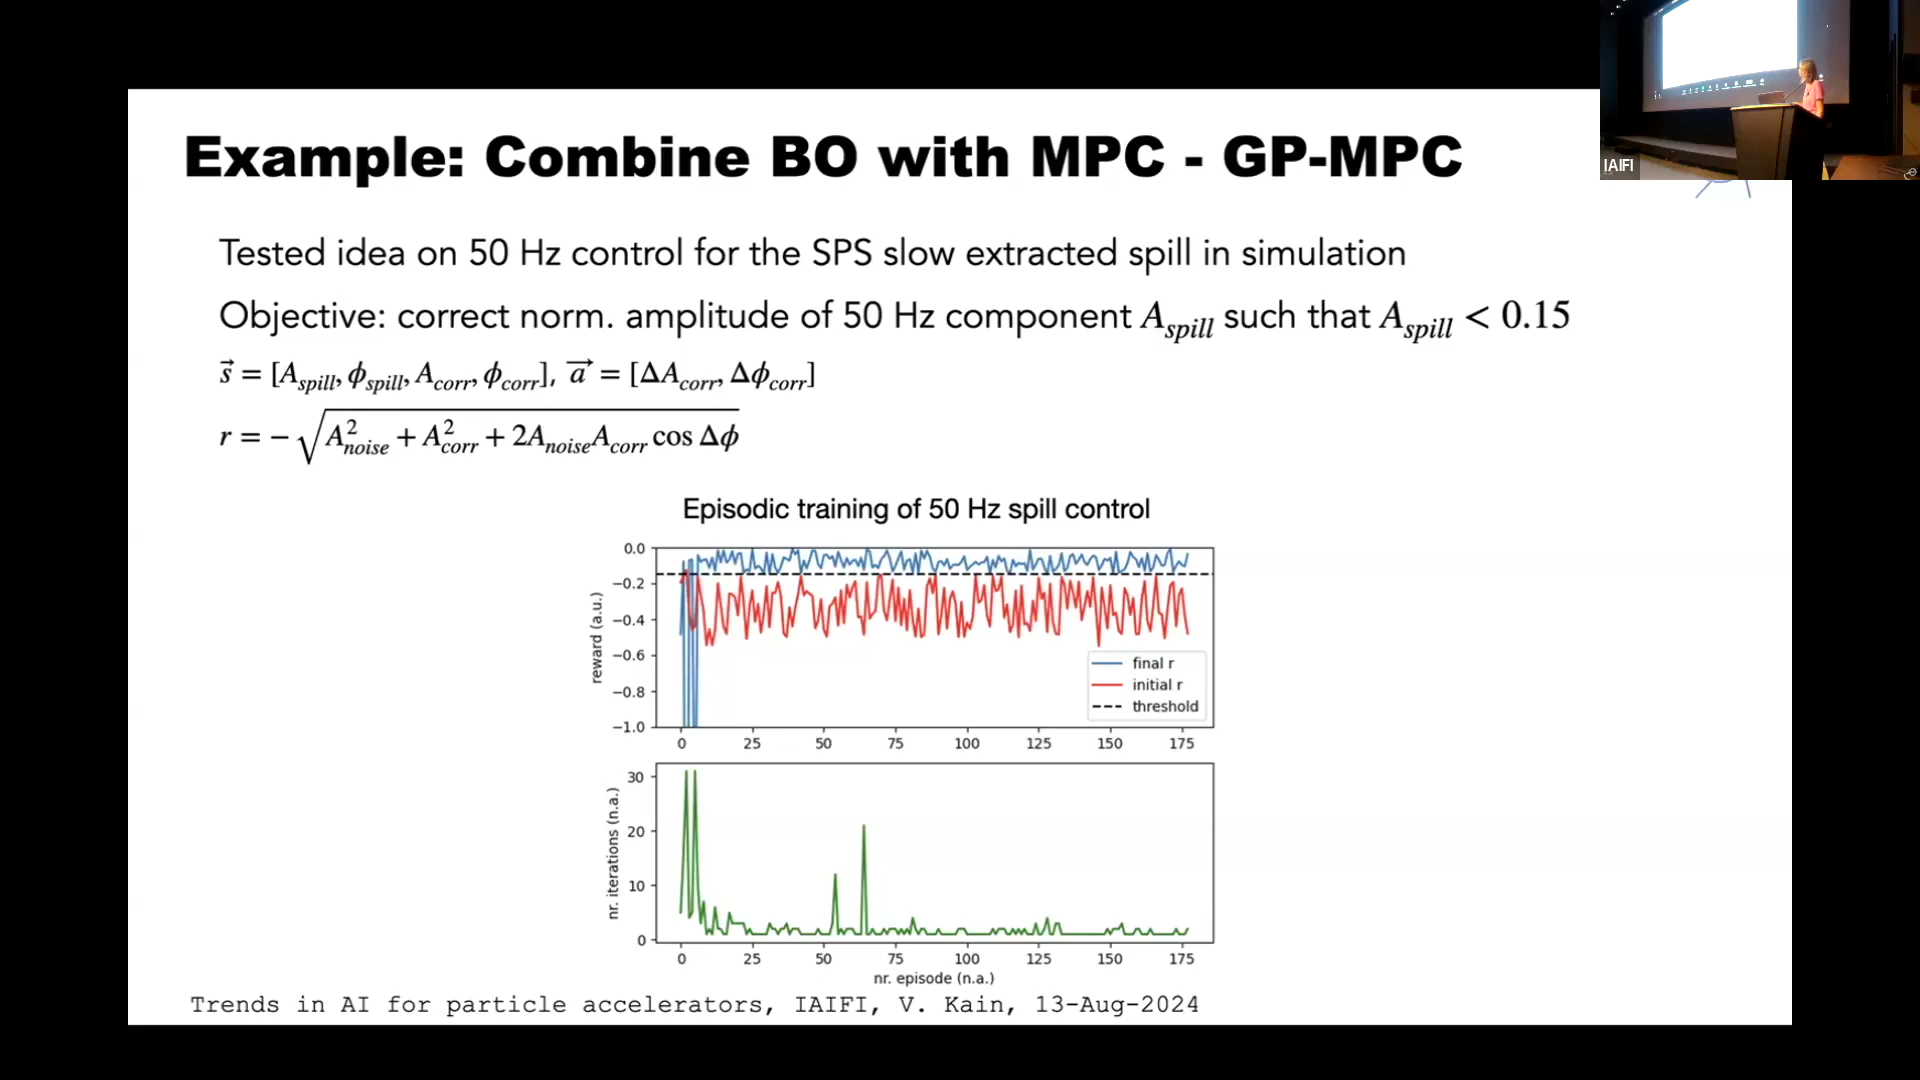 IAIFI
Example: Combine BO with MPC - GP-MPC
Tested idea on 50 Hz control for the SPS slow extracted spill in simulation
Objective: correct norm. amplitude of 50 Hz component A_spill such that A_spill < 0.15
s⃗ = [A_spill, ϕ_spill, A_corr, ϕ_corr], a⃗ = [ΔA_corr, Δϕ_corr]
r = −√(A²_noise + A²_corr + 2A_noise A_corr cos Δϕ)
Episodic training of 50 Hz spill control
reward (a.u.)
0.0
−0.2
−0.4
−0.6
−0.8
−1.0
final r
initial r
threshold
0 25 50 75 100 125 150 175
nr. iterations (n.a.)
30
20
10
0
0 25 50 75 100 125 150 175
nr. episode (n.a.)
Trends in AI for particle accelerators, IAIFI, V. Kain, 13-Aug-2024